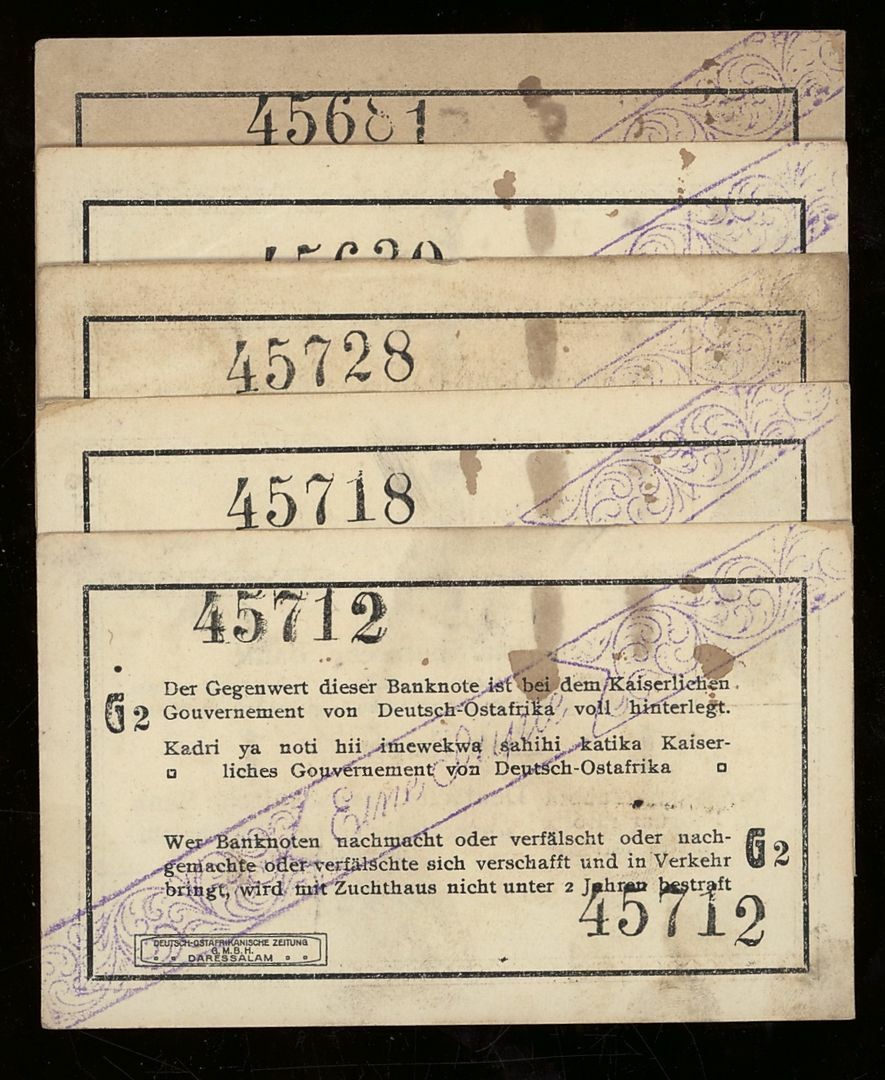 45681
45728
45718
45712
Der Gegenwert dieser Banknote ist bei dem Kaiserlichen
G2 Gouvernement von Deutsch-Ostafrika voll hinterlegt.
Kadri ya noti hii imewekwa sahihi katika Kaiser-
liches Gouvernement von Deutsch-Ostafrika
Eine Rupie
Wer Banknoten nachmacht oder verfälscht oder nach-
gemachte oder verfälschte sich verschafft und in Verkehr G2
bringt, wird mit Zuchthaus nicht unter 2 Jahren bestraft
45712
DEUTSCH-OSTAFRIKANISCHE ZEITUNG
G.M.B.H.
DARESSALAM